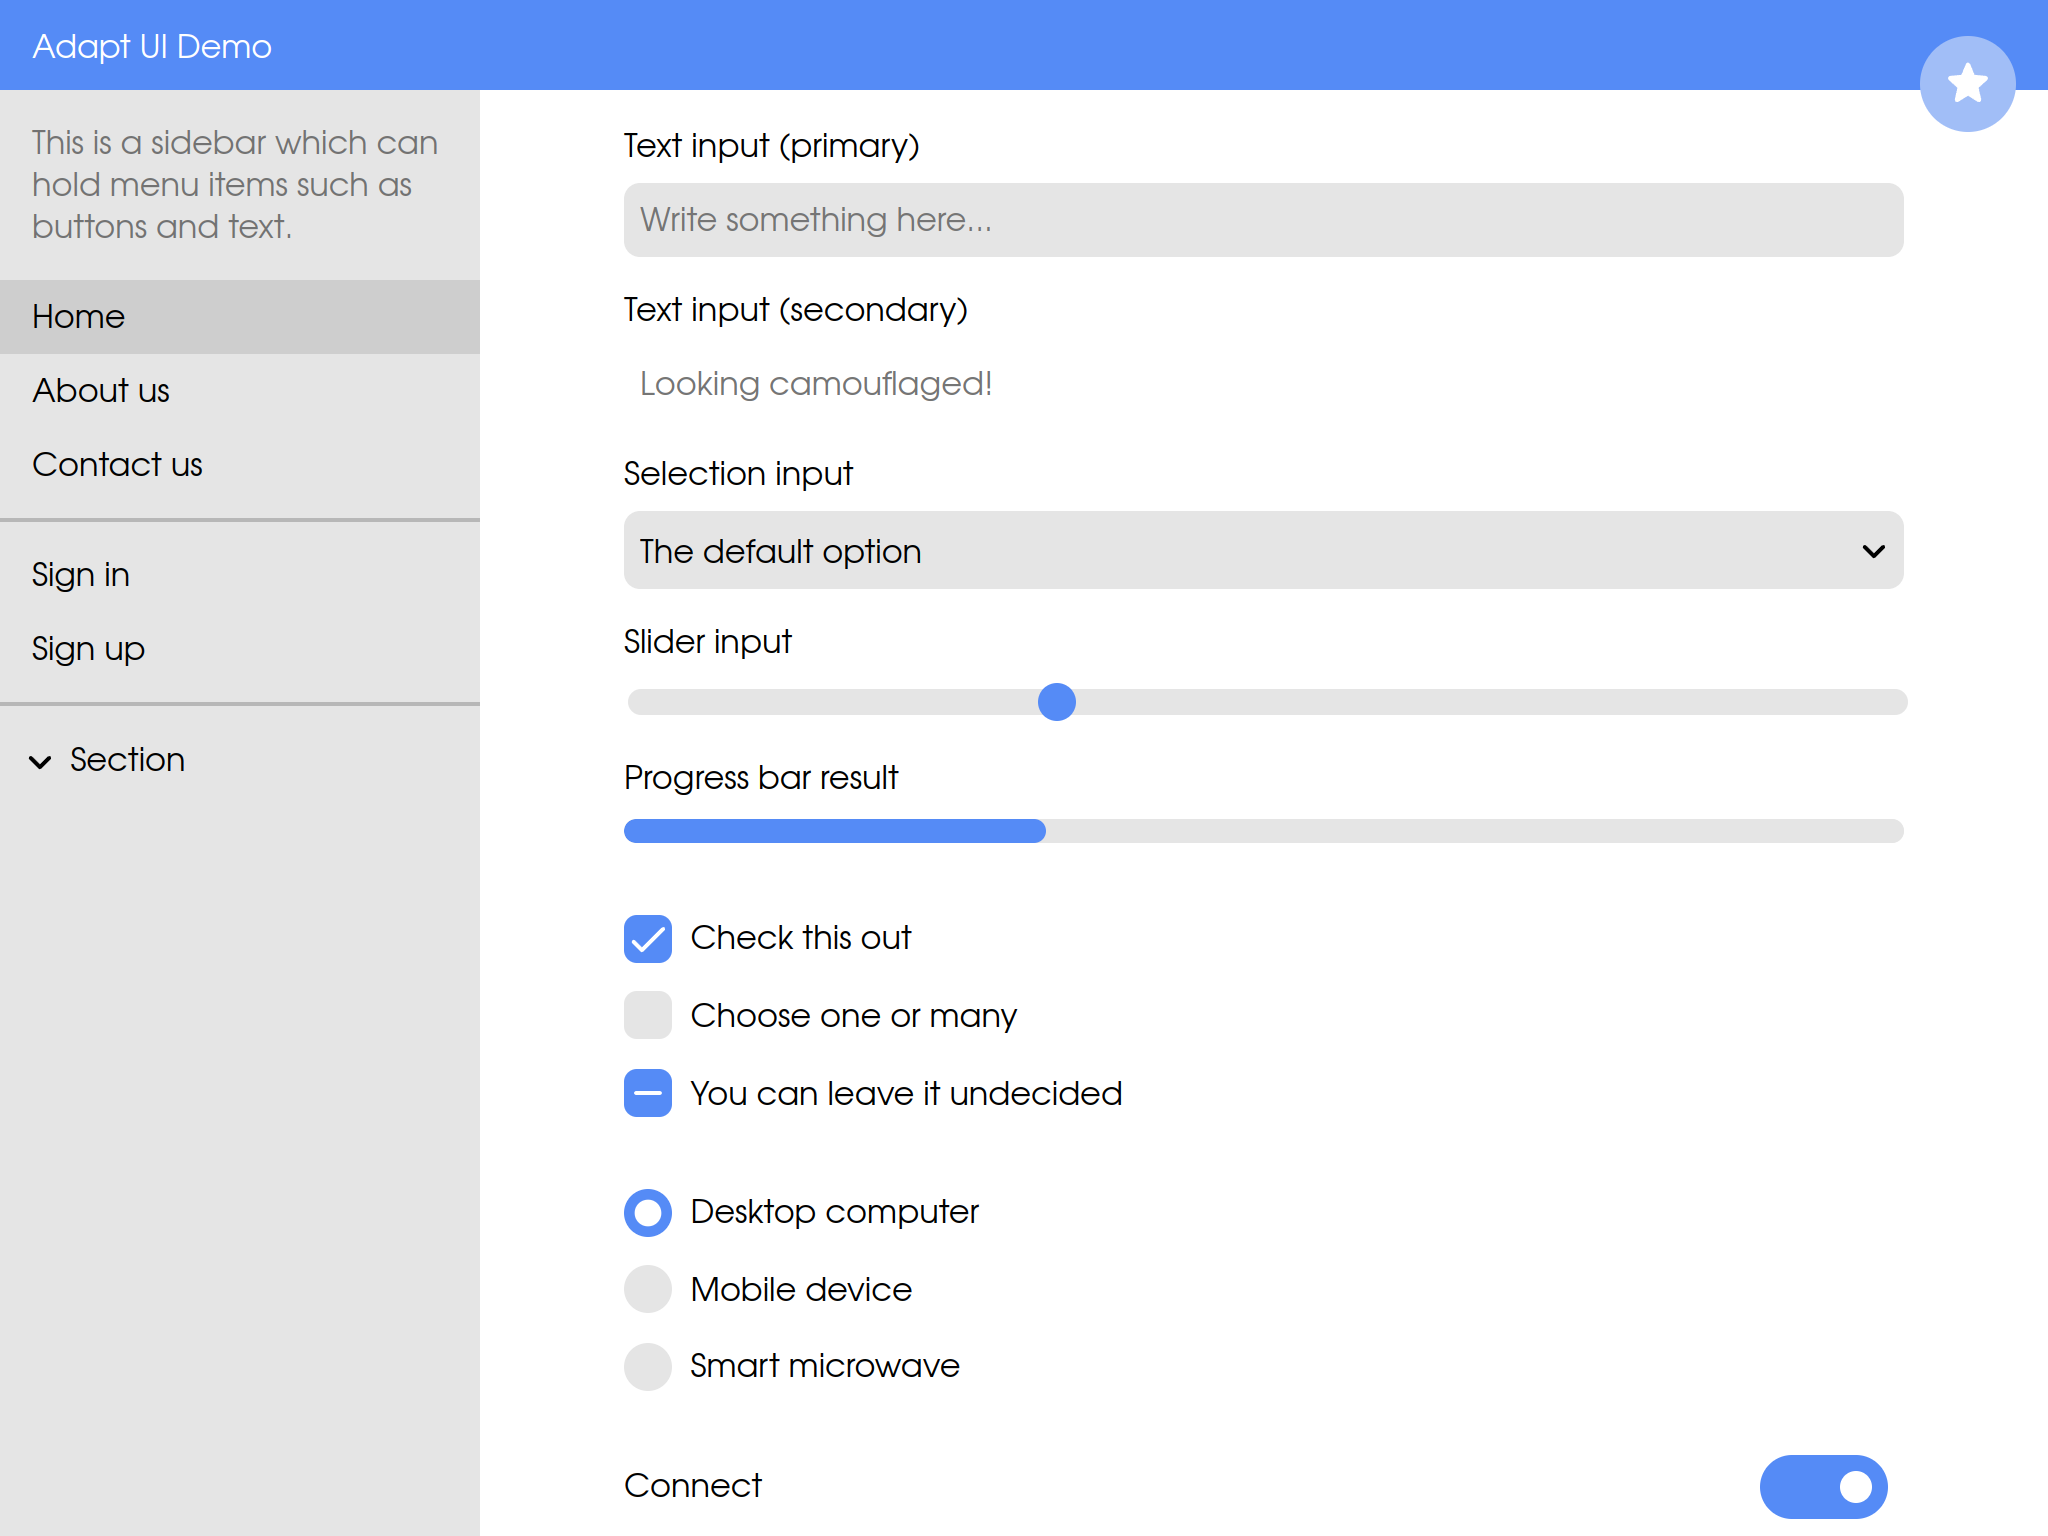 Adapt UI Demo
This is a sidebar which can
hold menu items such as
buttons and text.
Home
About us
Contact us
Sign in
Sign up
Section
Text input (primary)
Write something here...
Text input (secondary)
Looking camouflaged!
Selection input
The default option
Slider input
Progress bar result
Check this out
Choose one or many
You can leave it undecided
Desktop computer
Mobile device
Smart microwave
Connect